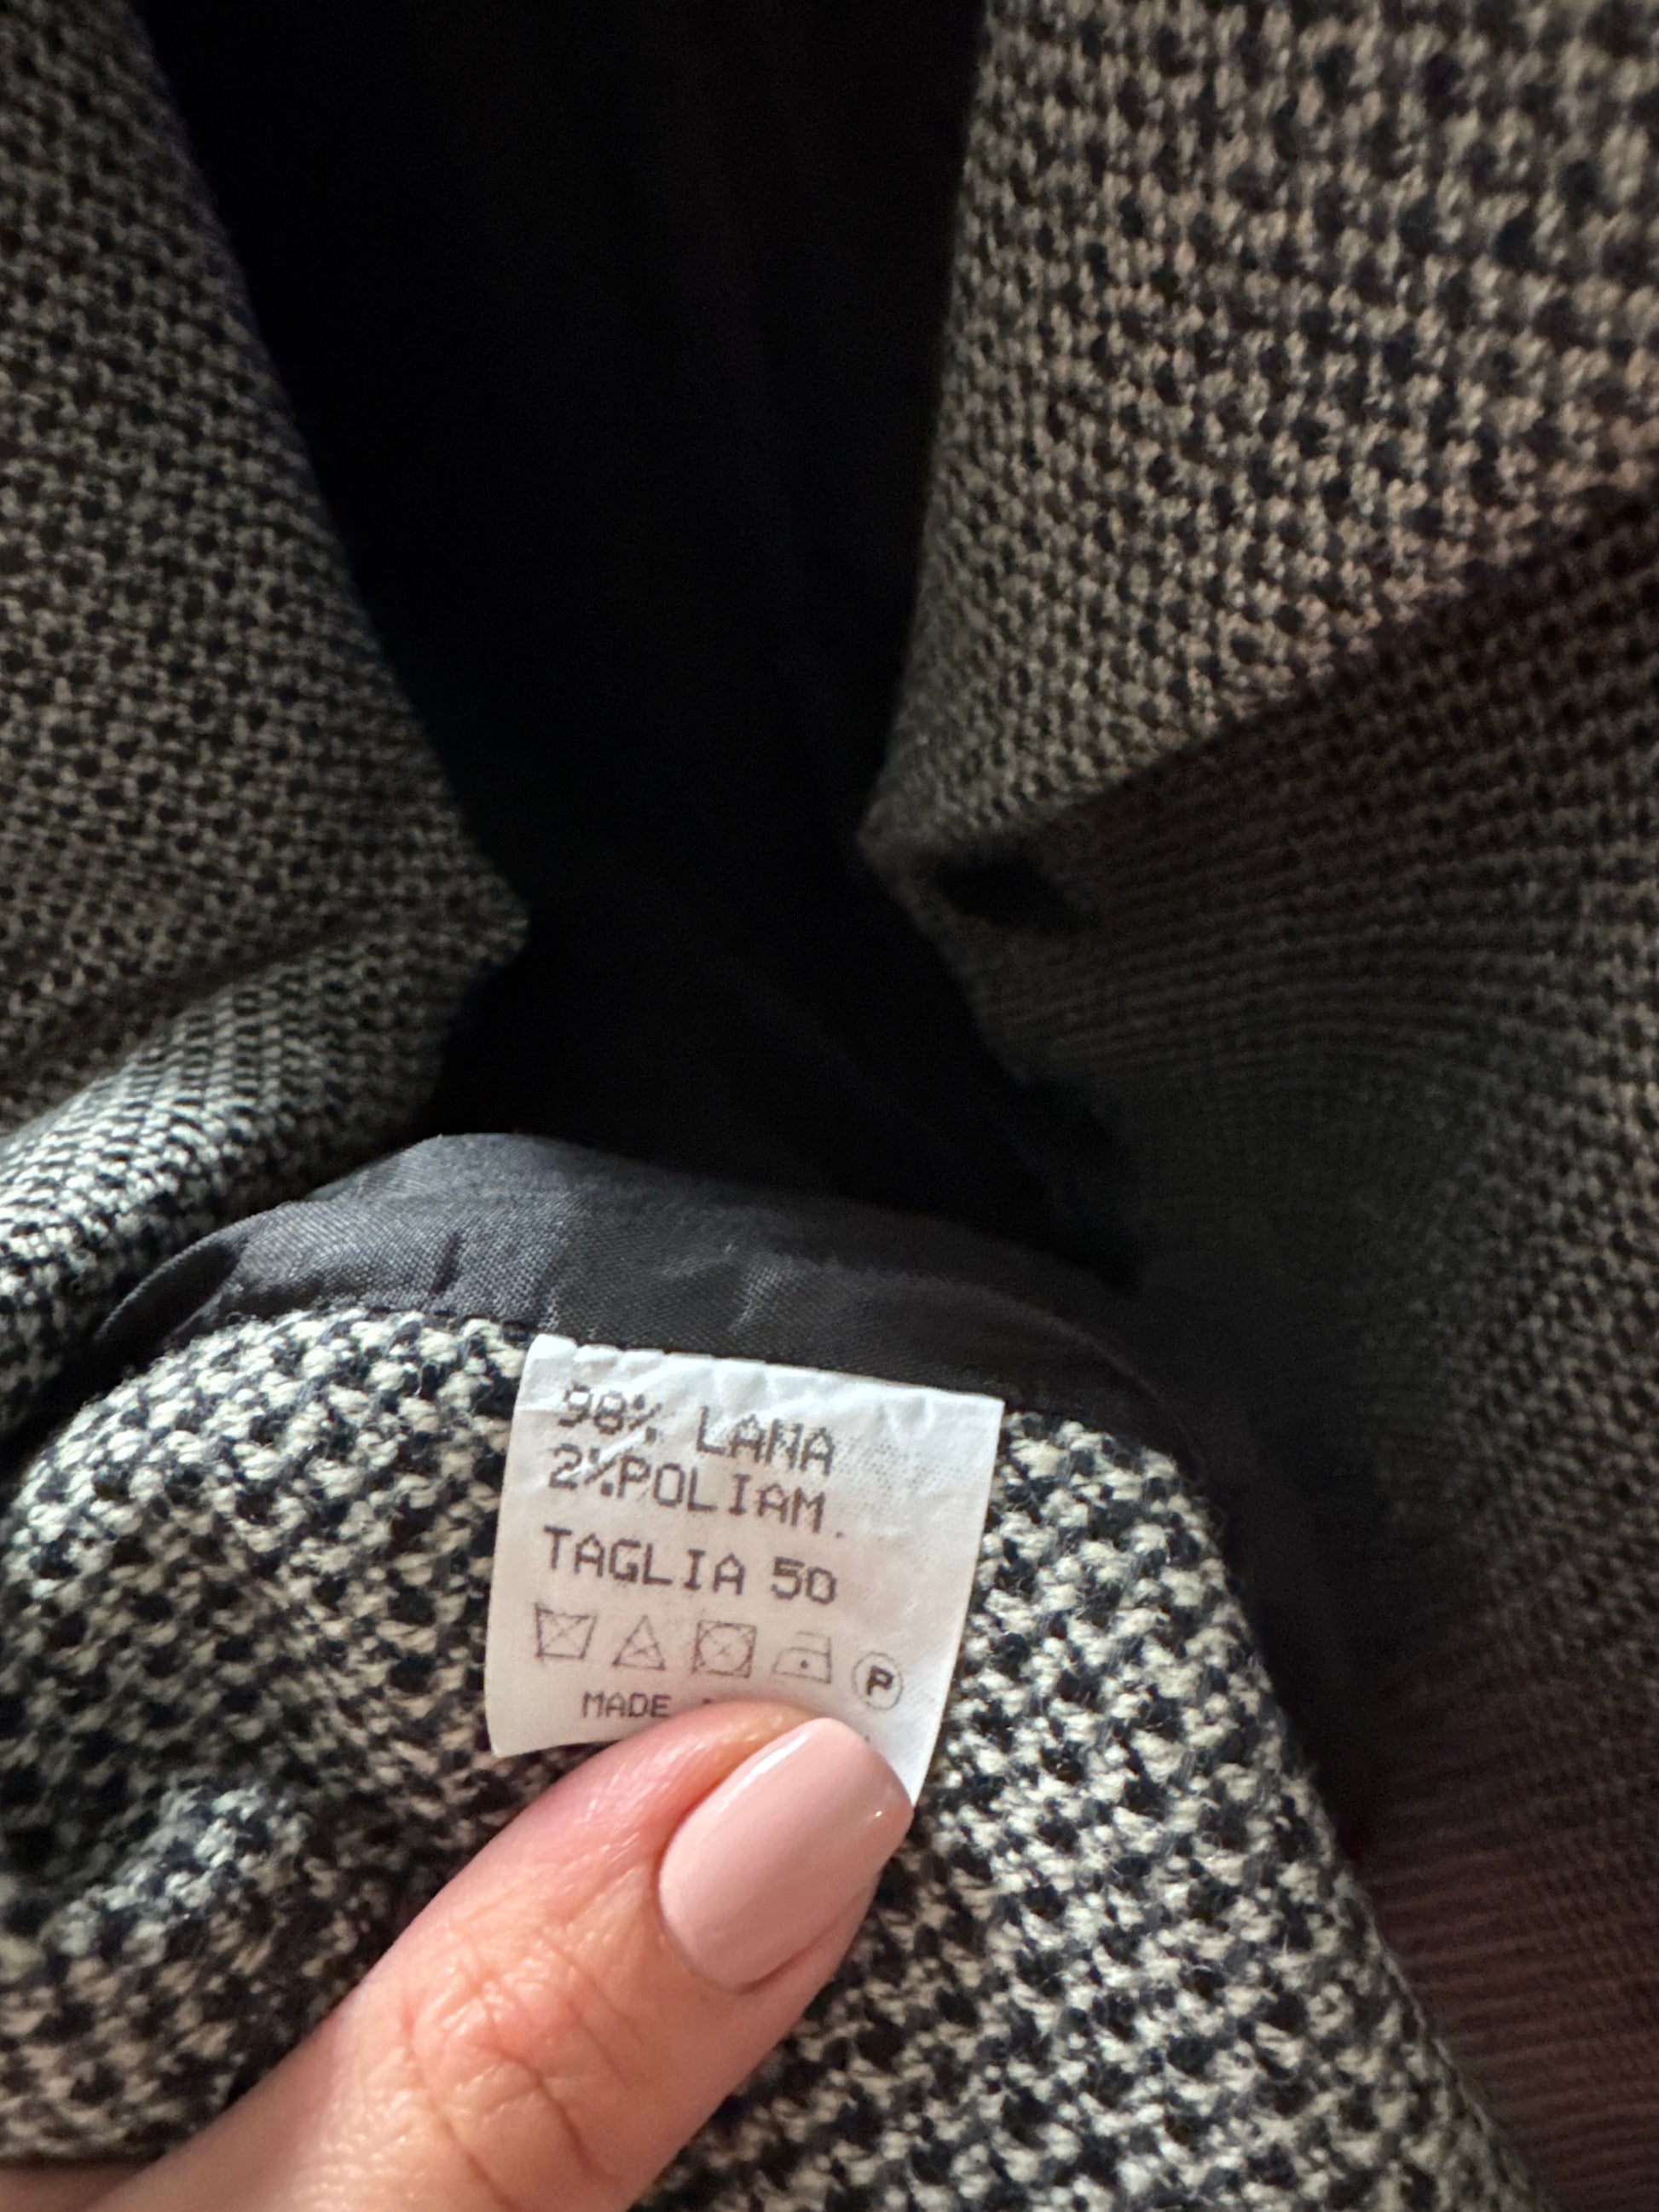 98% LANA
2%POLIAM.
TAGLIA 50
P
MADE